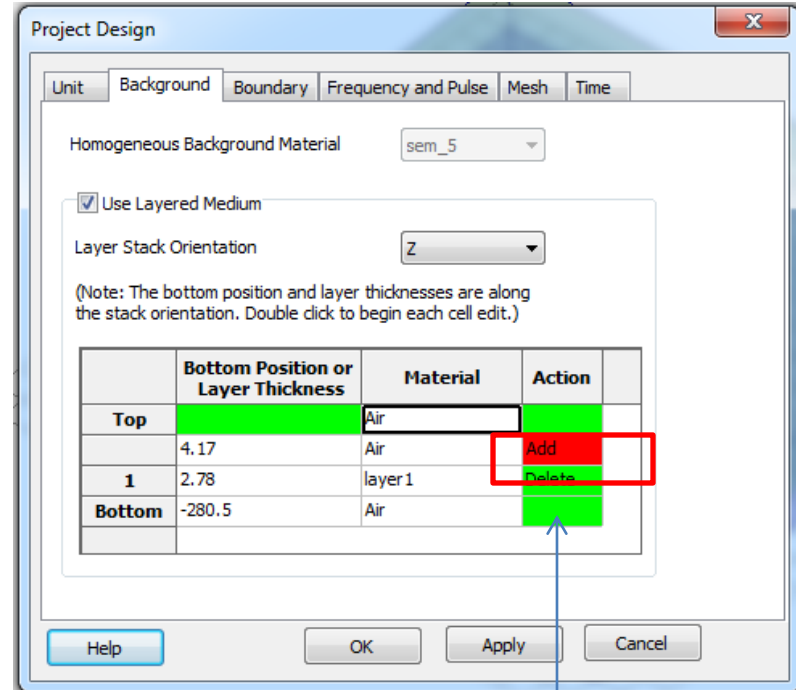 Project Design
Unit Background Boundary Frequency and Pulse Mesh Time
Homogeneous Background Material sem_5
Use Layered Medium
Layer Stack Orientation Z
(Note: The bottom position and layer thicknesses are along
the stack orientation. Double click to begin each cell edit.)
Bottom Position or
Layer Thickness Material Action
Top Air
4.17 Air Add
1 2.78 layer1 Delete
Bottom -280.5 Air
Help OK Apply Cancel